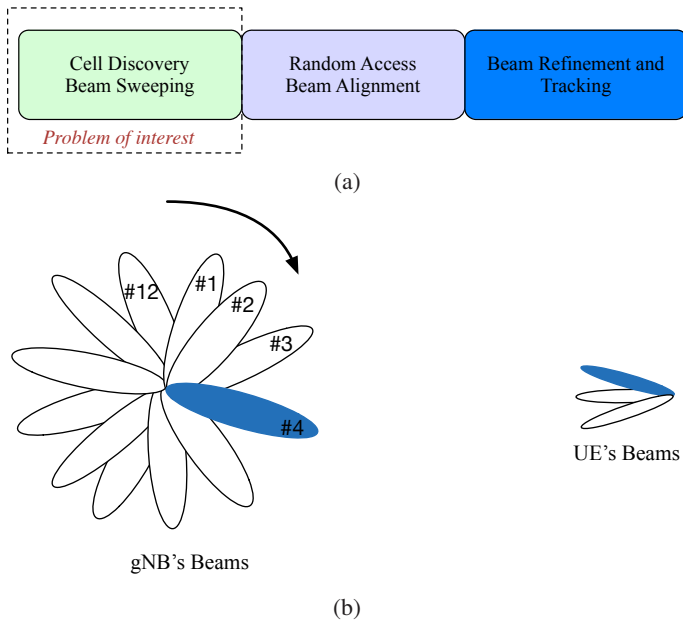 Cell Discovery
Beam Sweeping
Random Access
Beam Alignment
Beam Refinement and
Tracking
Problem of interest
(a)
#12
#1
#2
#3
#4
UE's Beams
gNB's Beams
(b)